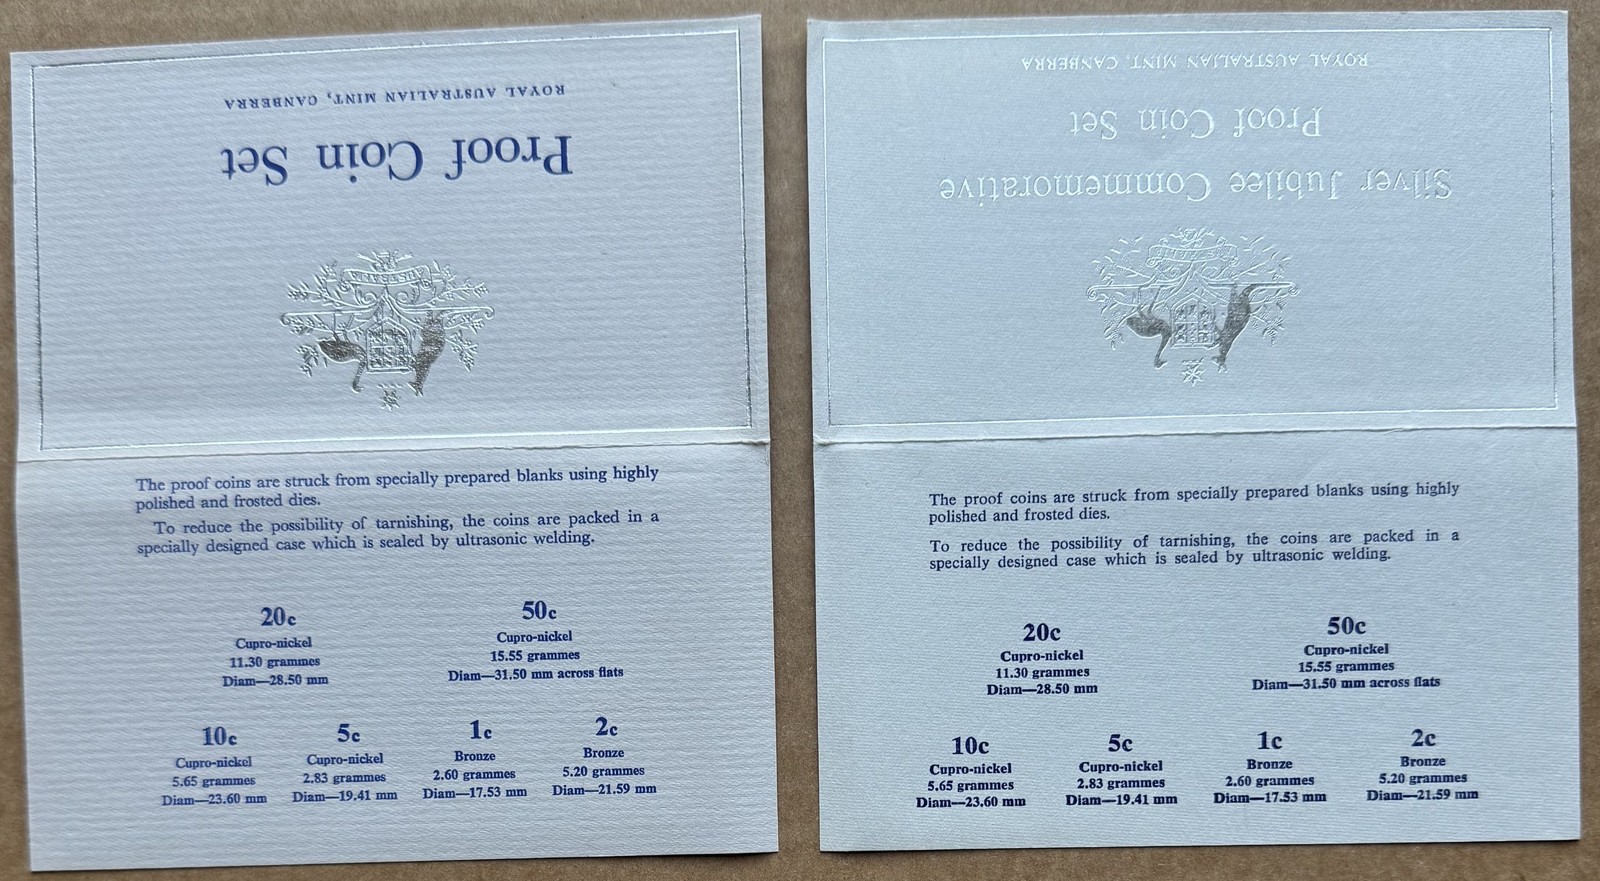 ROYAL AUSTRALIAN MINT, CANBERRA
Proof Coin Set
AUSTRALIA
The proof coins are struck from specially prepared blanks using highly
polished and frosted dies.
To reduce the possibility of tarnishing, the coins are packed in a
specially designed case which is sealed by ultrasonic welding.
20c
Cupro-nickel
11.30 grammes
Diam—28.50 mm
50c
Cupro-nickel
15.55 grammes
Diam—31.50 mm across flats
10c
Cupro-nickel
5.65 grammes
Diam—23.60 mm
5c
Cupro-nickel
2.83 grammes
Diam—19.41 mm
1c
Bronze
2.60 grammes
Diam—17.53 mm
2c
Bronze
5.20 grammes
Diam—21.59 mm
ROYAL AUSTRALIAN MINT, CANBERRA
Proof Coin Set
Silver Jubilee Commemorative
AUSTRALIA
The proof coins are struck from specially prepared blanks using highly
polished and frosted dies.
To reduce the possibility of tarnishing, the coins are packed in a
specially designed case which is sealed by ultrasonic welding.
20c
Cupro-nickel
11.30 grammes
Diam—28.50 mm
50c
Cupro-nickel
15.55 grammes
Diam—31.50 mm across flats
10c
Cupro-nickel
5.65 grammes
Diam—23.60 mm
5c
Cupro-nickel
2.83 grammes
Diam—19.41 mm
1c
Bronze
2.60 grammes
Diam—17.53 mm
2c
Bronze
5.20 grammes
Diam—21.59 mm